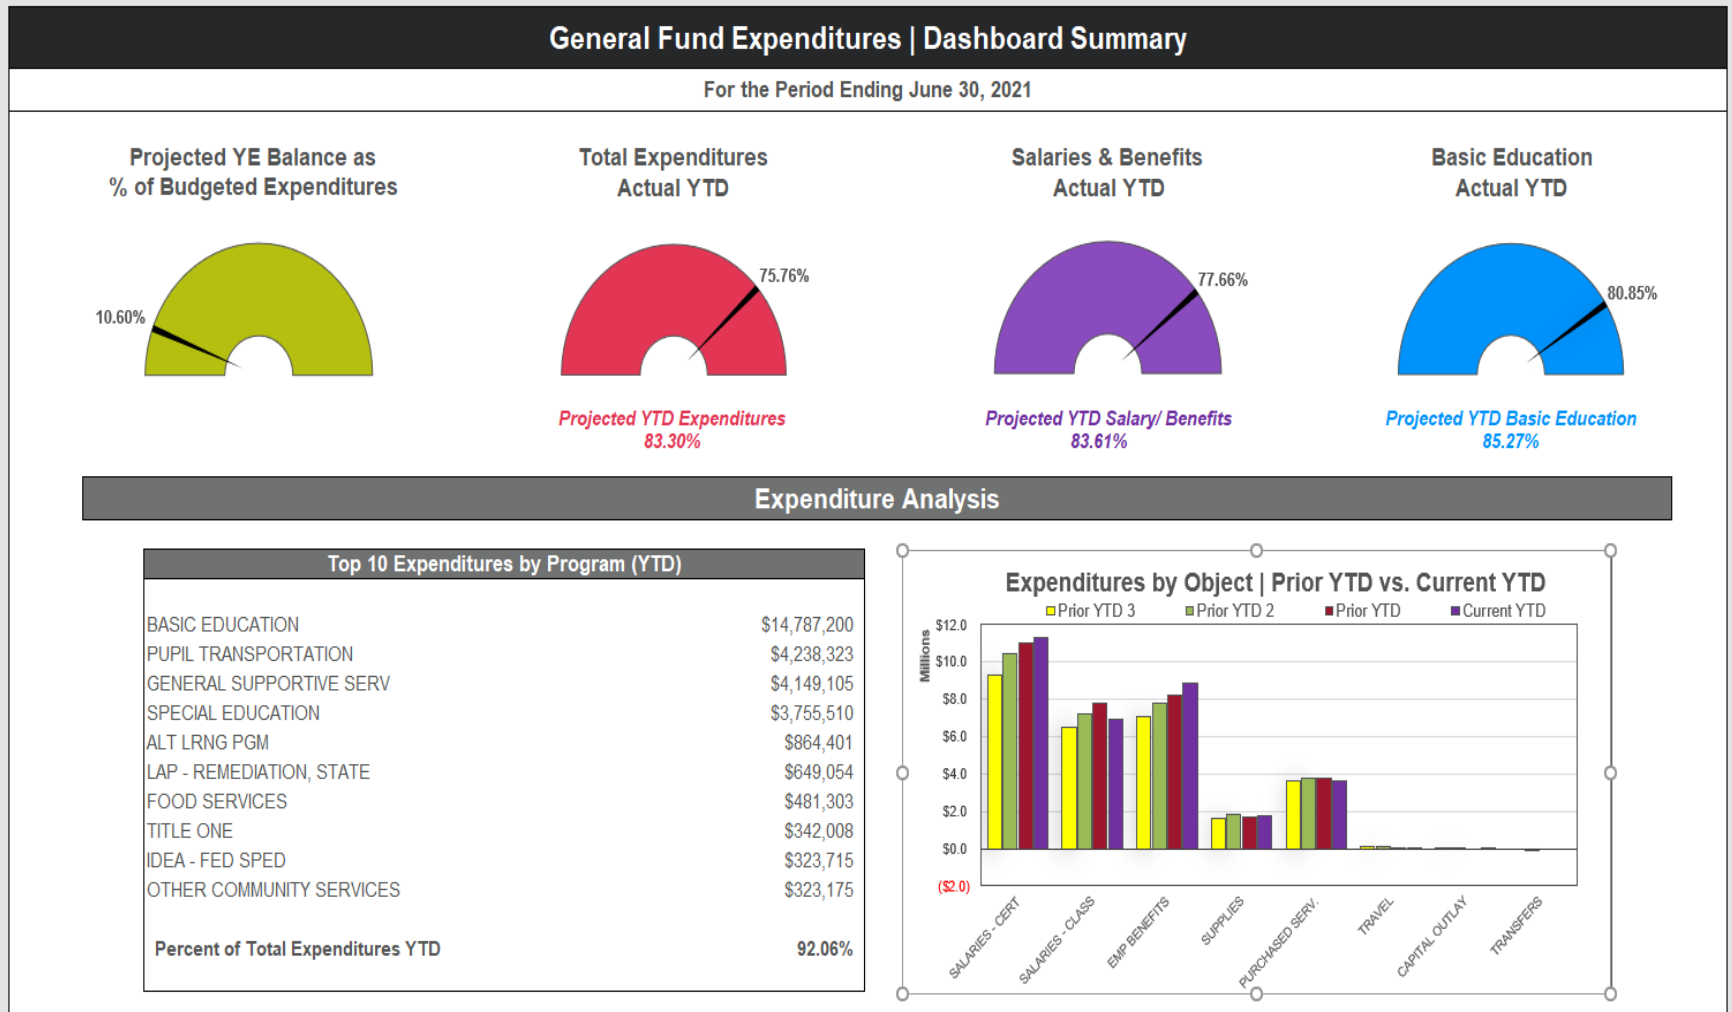 General Fund Expenditures | Dashboard Summary
For the Period Ending June 30, 2021
Projected YE Balance as
% of Budgeted Expenditures
10.60%
Total Expenditures
Actual YTD
75.76%
Projected YTD Expenditures
83.30%
Salaries & Benefits
Actual YTD
77.66%
Projected YTD Salary/ Benefits
83.61%
Basic Education
Actual YTD
80.85%
Projected YTD Basic Education
85.27%
Expenditure Analysis
Top 10 Expenditures by Program (YTD)
BASIC EDUCATION $14,787,200
PUPIL TRANSPORTATION $4,238,323
GENERAL SUPPORTIVE SERV $4,149,105
SPECIAL EDUCATION $3,755,510
ALT LRNG PGM $864,401
LAP - REMEDIATION, STATE $649,054
FOOD SERVICES $481,303
TITLE ONE $342,008
IDEA - FED SPED $323,715
OTHER COMMUNITY SERVICES $323,175
Percent of Total Expenditures YTD 92.06%
Expenditures by Object | Prior YTD vs. Current YTD
Prior YTD 3 Prior YTD 2 Prior YTD Current YTD
Millions
$12.0
$10.0
$8.0
$6.0
$4.0
$2.0
$0.0
($2.0)
SALARIES - CERT
SALARIES - CLASS
EMP BENEFITS
SUPPLIES
PURCHASED SERV.
TRAVEL
CAPITAL OUTLAY
TRANSFERS